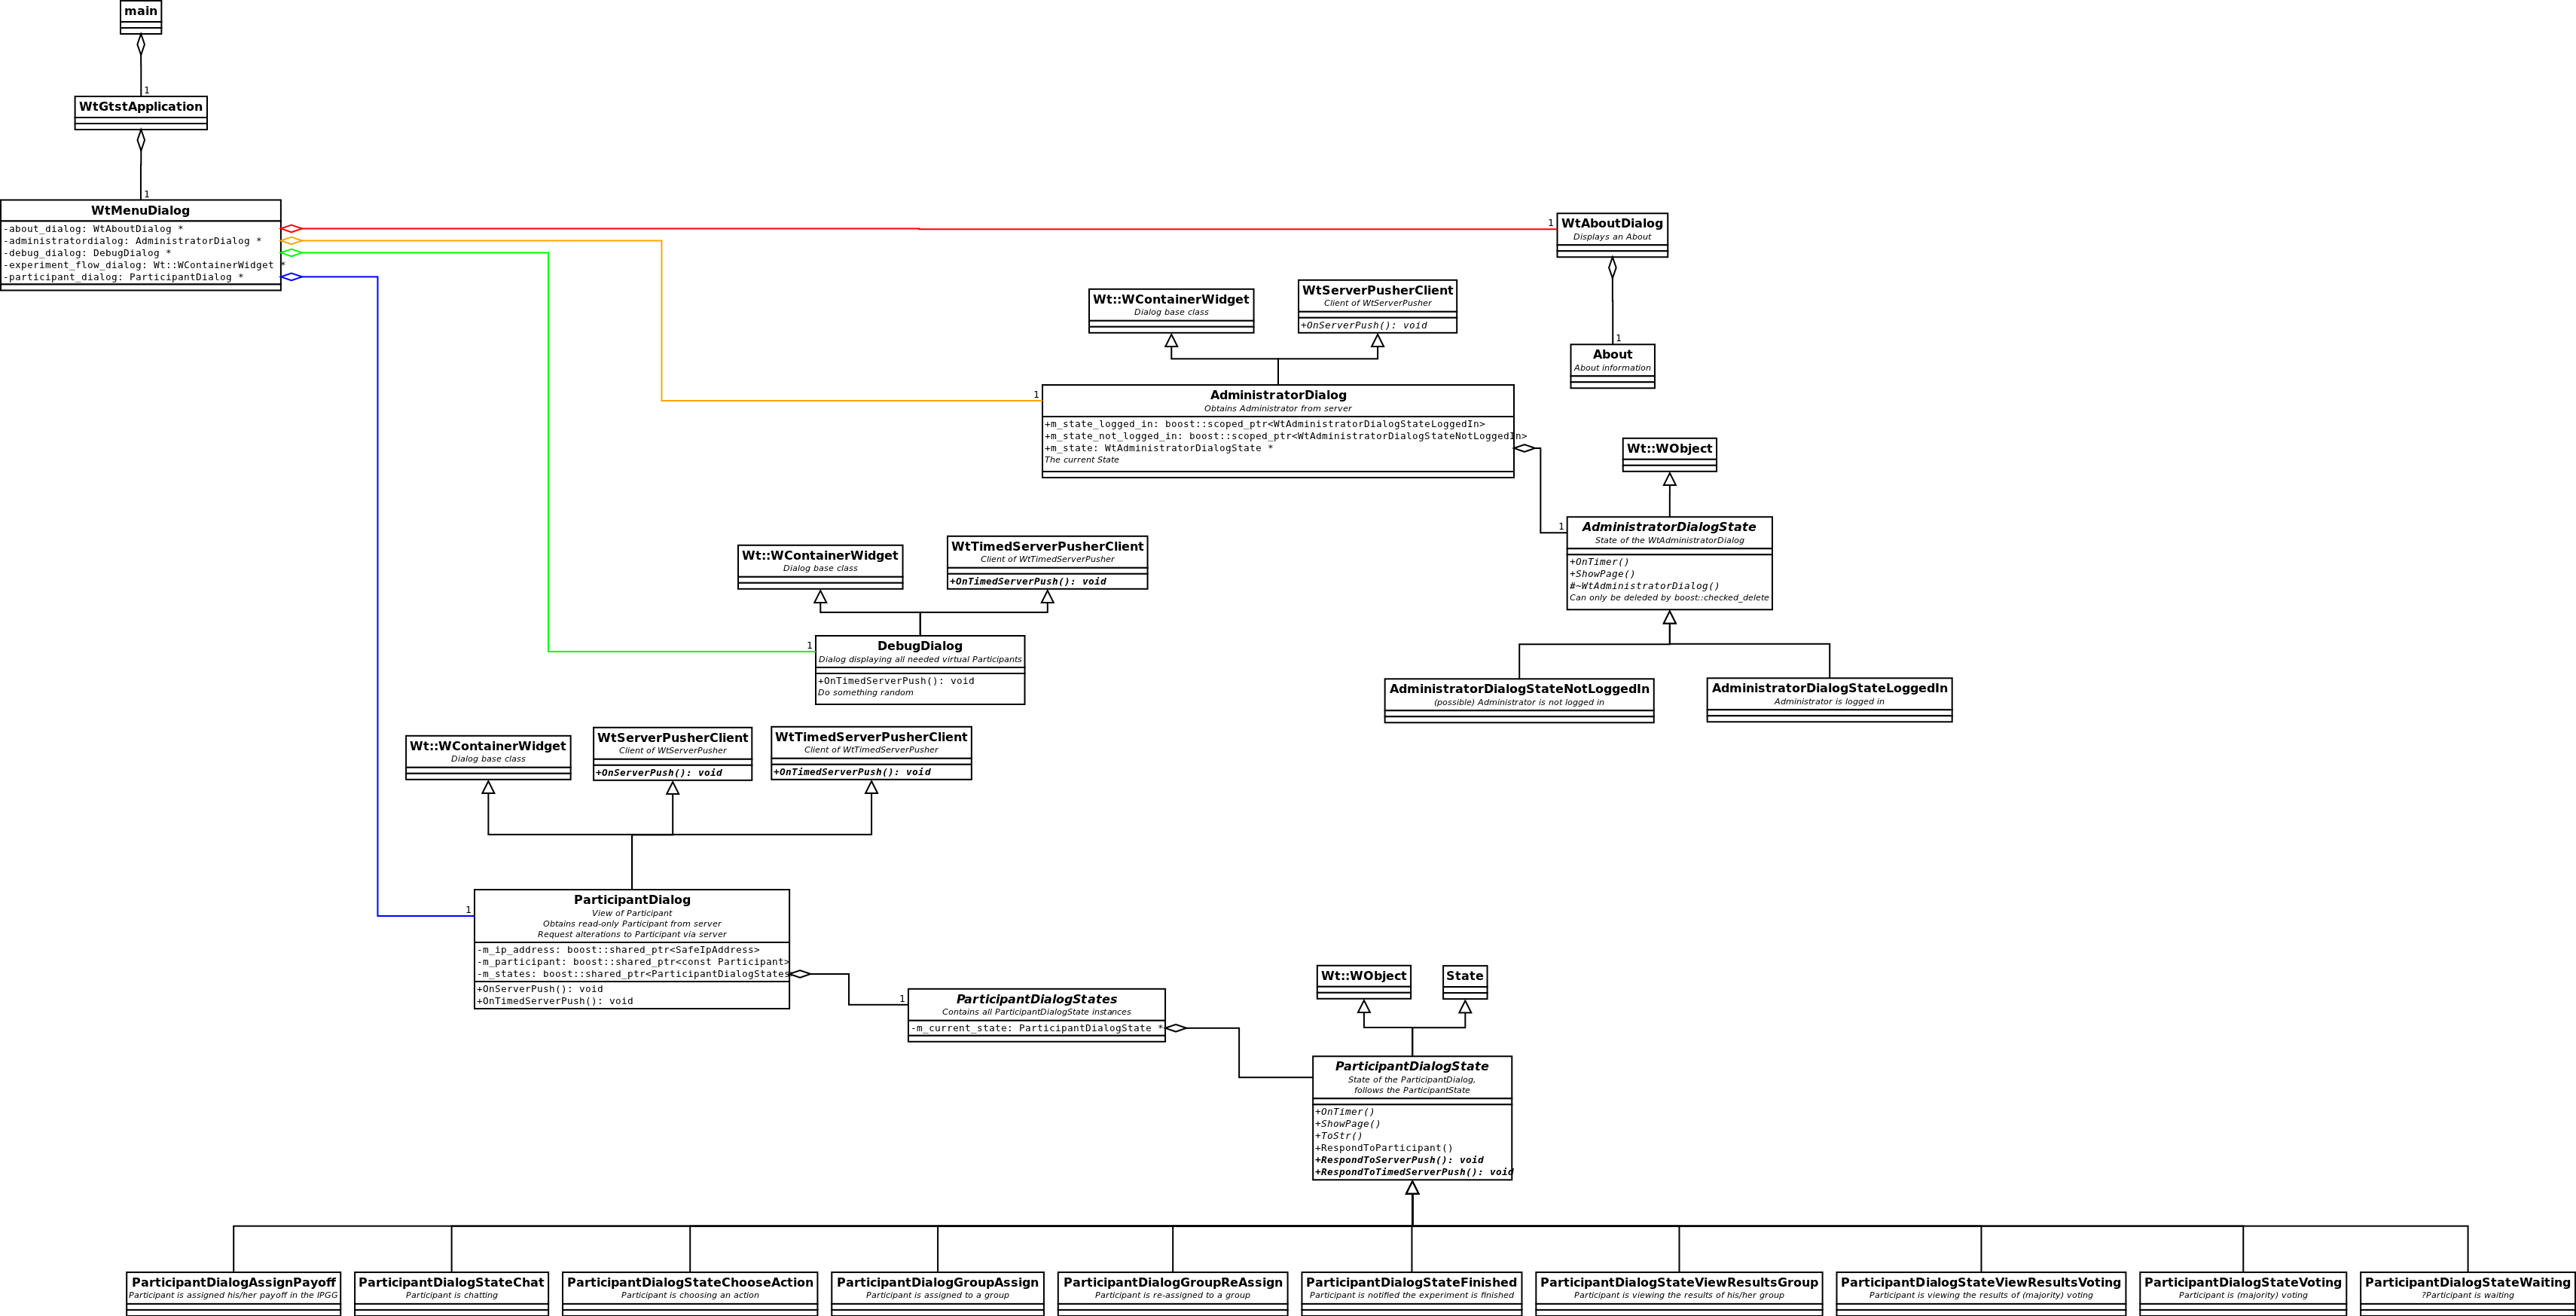 main
1
WtGtstApplication
1
WtMenuDialog
-about_dialog: WtAboutDialog *
-administratordialog: AdministratorDialog *
-debug_dialog: DebugDialog *
-experiment_flow_dialog: Wt::WContainerWidget *
-participant_dialog: ParticipantDialog *
1
WtAboutDialog
Displays an About
1
About
About information
Wt::WContainerWidget
Dialog base class
WtServerPusherClient
Client of WtServerPusher
+OnServerPush(): void
1
AdministratorDialog
Obtains Administrator from server
+m_state_logged_in: boost::scoped_ptr<WtAdministratorDialogStateLoggedIn>
+m_state_not_logged_in: boost::scoped_ptr<WtAdministratorDialogStateNotLoggedIn>
+m_state: WtAdministratorDialogState *
The current State
Wt::WObject
1
AdministratorDialogState
State of the WtAdministratorDialog
+OnTimer()
+ShowPage()
#~WtAdministratorDialog()
Can only be deleded by boost::checked_delete
AdministratorDialogStateNotLoggedIn
(possible) Administrator is not logged in
AdministratorDialogStateLoggedIn
Administrator is logged in
Wt::WContainerWidget
Dialog base class
WtTimedServerPusherClient
Client of WtTimedServerPusher
+OnTimedServerPush(): void
1
DebugDialog
Dialog displaying all needed virtual Participants
+OnTimedServerPush(): void
Do something random
Wt::WContainerWidget
Dialog base class
WtServerPusherClient
Client of WtServerPusher
+OnServerPush(): void
WtTimedServerPusherClient
Client of WtTimedServerPusher
+OnTimedServerPush(): void
1
ParticipantDialog
View of Participant
Obtains read-only Participant from server
Request alterations to Participant via server
-m_ip_address: boost::shared_ptr<SafeIpAddress>
-m_participant: boost::shared_ptr<const Participant>
-m_states: boost::shared_ptr<ParticipantDialogStates
+OnServerPush(): void
+OnTimedServerPush(): void
1
ParticipantDialogStates
Contains all ParticipantDialogState instances
-m_current_state: ParticipantDialogState *
Wt::WObject
State
ParticipantDialogState
State of the ParticipantDialog,
follows the ParticipantState
+OnTimer()
+ShowPage()
+ToStr()
+RespondToParticipant()
+RespondToServerPush(): void
+RespondToTimedServerPush(): void
ParticipantDialogAssignPayoff
Participant is assigned his/her payoff in the IPGG
ParticipantDialogStateChat
Participant is chatting
ParticipantDialogStateChooseAction
Participant is choosing an action
ParticipantDialogGroupAssign
Participant is assigned to a group
ParticipantDialogGroupReAssign
Participant is re-assigned to a group
ParticipantDialogStateFinished
Participant is notified the experiment is finished
ParticipantDialogStateViewResultsGroup
Participant is viewing the results of his/her group
ParticipantDialogStateViewResultsVoting
Participant is viewing the results of (majority) voting
ParticipantDialogStateVoting
Participant is (majority) voting
ParticipantDialogStateWaiting
?Participant is waiting